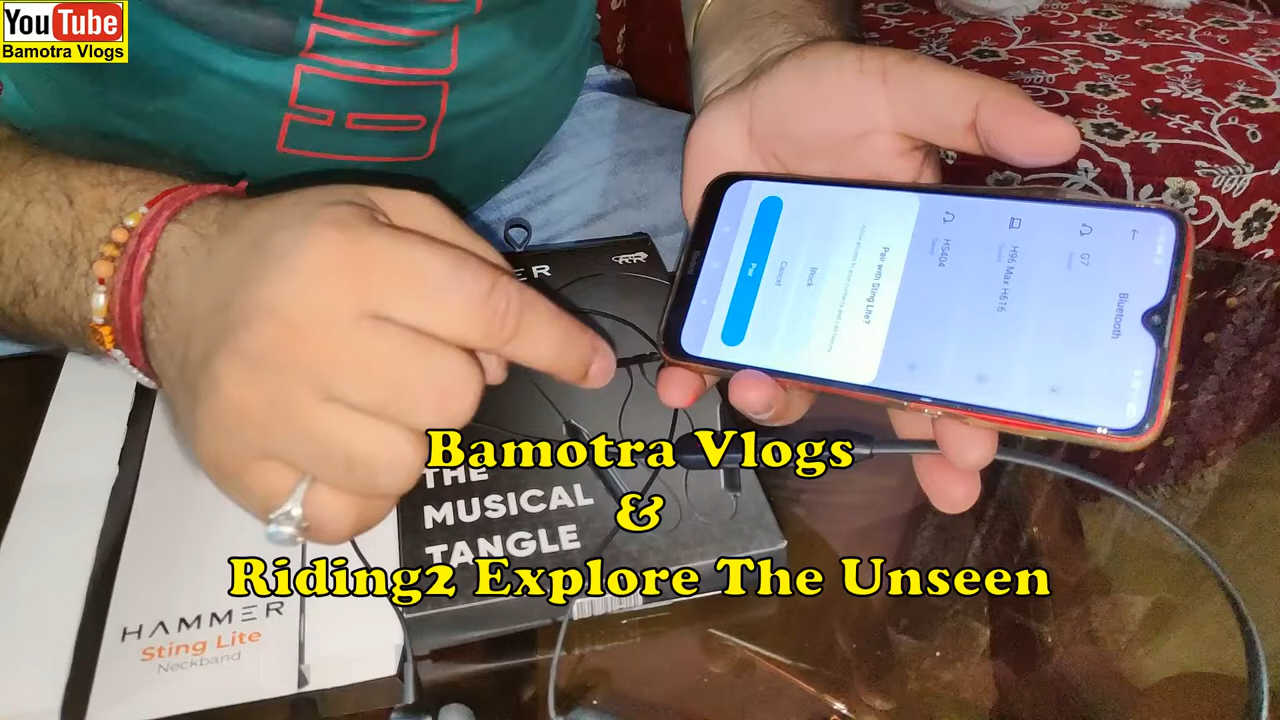 YouTube
Bamotra Vlogs
ER
THE
MUSICAL
TANGLE
HAMMER
Sting Lite
Neckband
Bluetooth
G7
H96 Max H616
HS404
Pair with Sting Lite?
Block
Cancel
Pair
Bamotra Vlogs
&
Riding2 Explore The Unseen